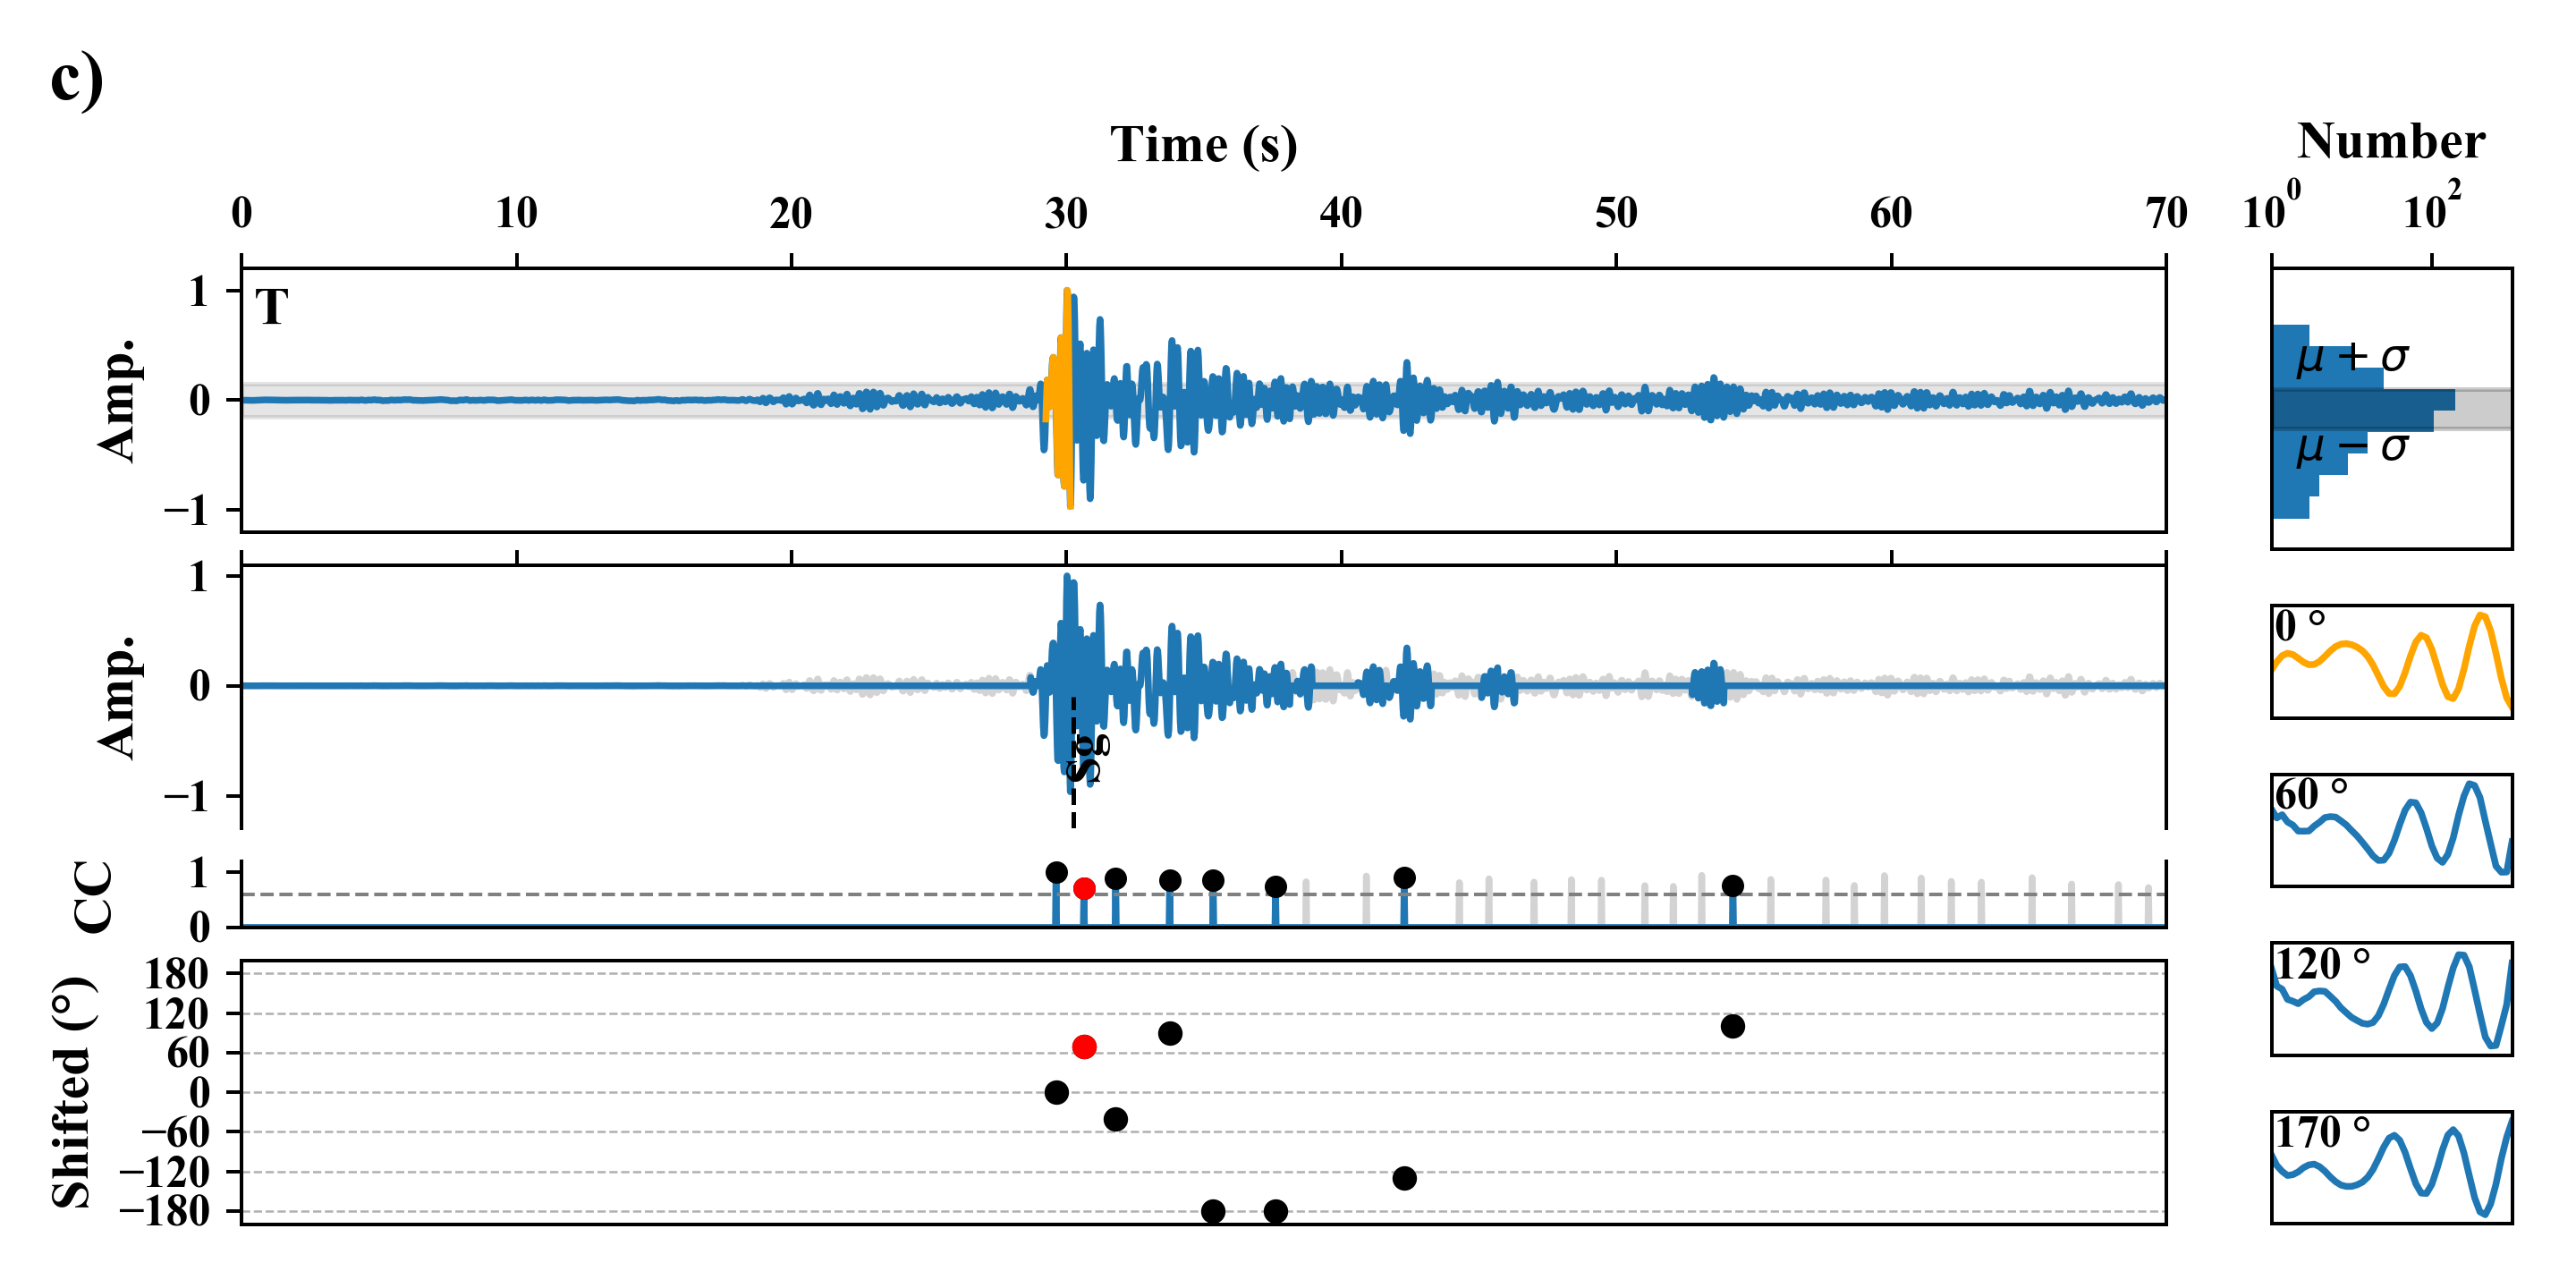 c)
Time (s)
Number
0 10 20 30 40 50 60 70
10^0 10^2
T
Amp.
1
0
−1
μ + σ
μ − σ
Amp.
1
0
−1
Sg
0 °
60 °
CC
1
0
120 °
Shifted (°)
180
120
60
0
−60
−120
−180
170 °